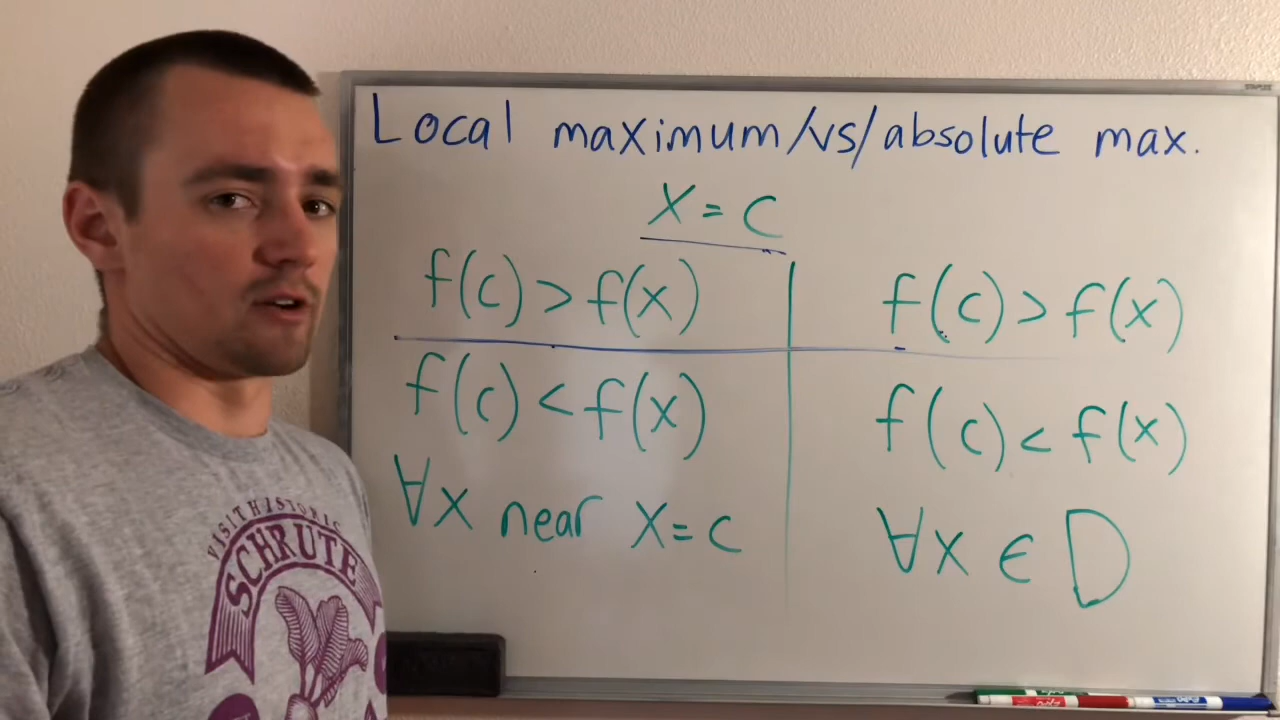 Local maximum/vs/absolute max.
x = c
f(c) > f(x)
f(c) < f(x)
∀x near x=c
f(c) > f(x)
f(c) < f(x)
∀x ∈ D
VISIT HISTORIC
SCHRUTE